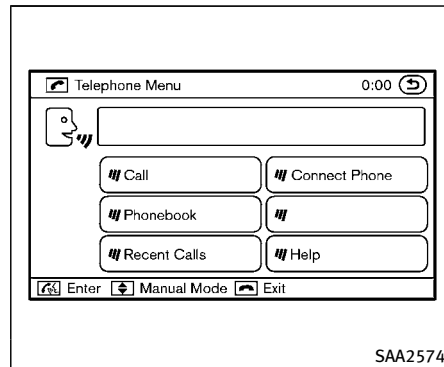 Telephone Menu 0:00
Call Connect Phone
Phonebook
Recent Calls Help
Enter Manual Mode Exit
SAA2574